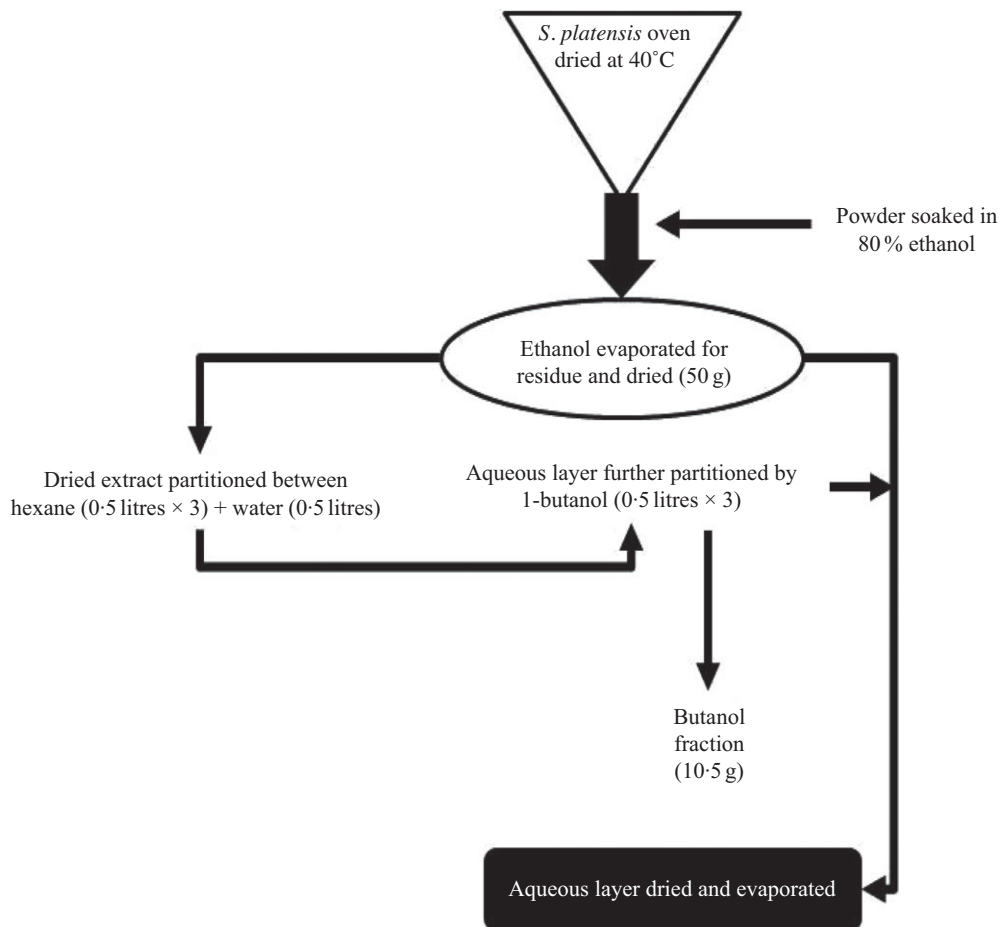 S. platensis oven
dried at 40˚C
Powder soaked in
80 % ethanol
Ethanol evaporated for
residue and dried (50 g)
Dried extract partitioned between
hexane (0·5 litres × 3) + water (0·5 litres)
Aqueous layer further partitioned by
1-butanol (0·5 litres × 3)
Butanol
fraction
(10·5 g)
Aqueous layer dried and evaporated